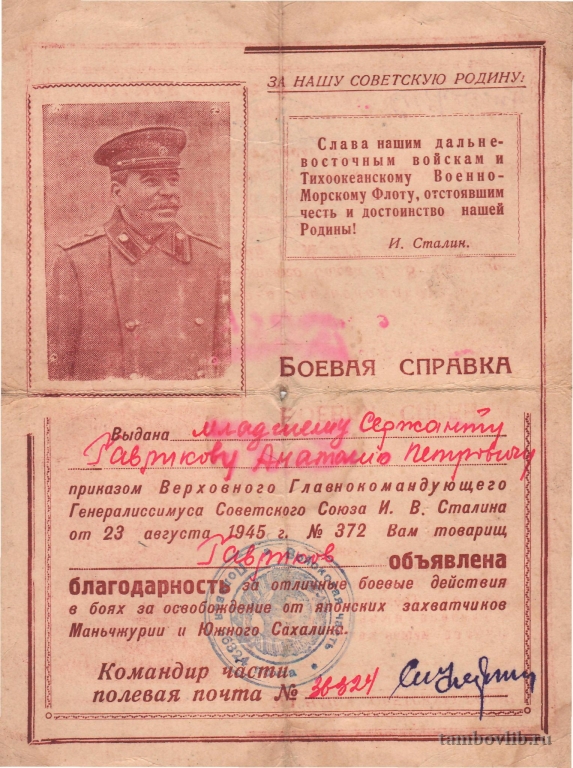 ЗА НАШУ СОВЕТСКУЮ РОДИНУ!
Слава нашим дальне-
восточным войскам и
Тихоокеанскому Военно-
Морскому Флоту, отстоявшим
честь и достоинство нашей
Родины!
И. Сталин.
БОЕВАЯ СПРАВКА
Выдана младшему Сержанту
Гаврикову Анатолию Петровичу
приказом Верховного Главнокомандующего
Генералиссимуса Советского Союза И. В. Сталина
от 23 августа 1945 г. № 372 Вам товарищ
Гавриков объявлена
благодарность за отличные боевые действия
в боях за освобождение от японских захватчиков
Маньчжурии и Южного Сахалина.
Командир части
полевая почта №
tambovlib.ru